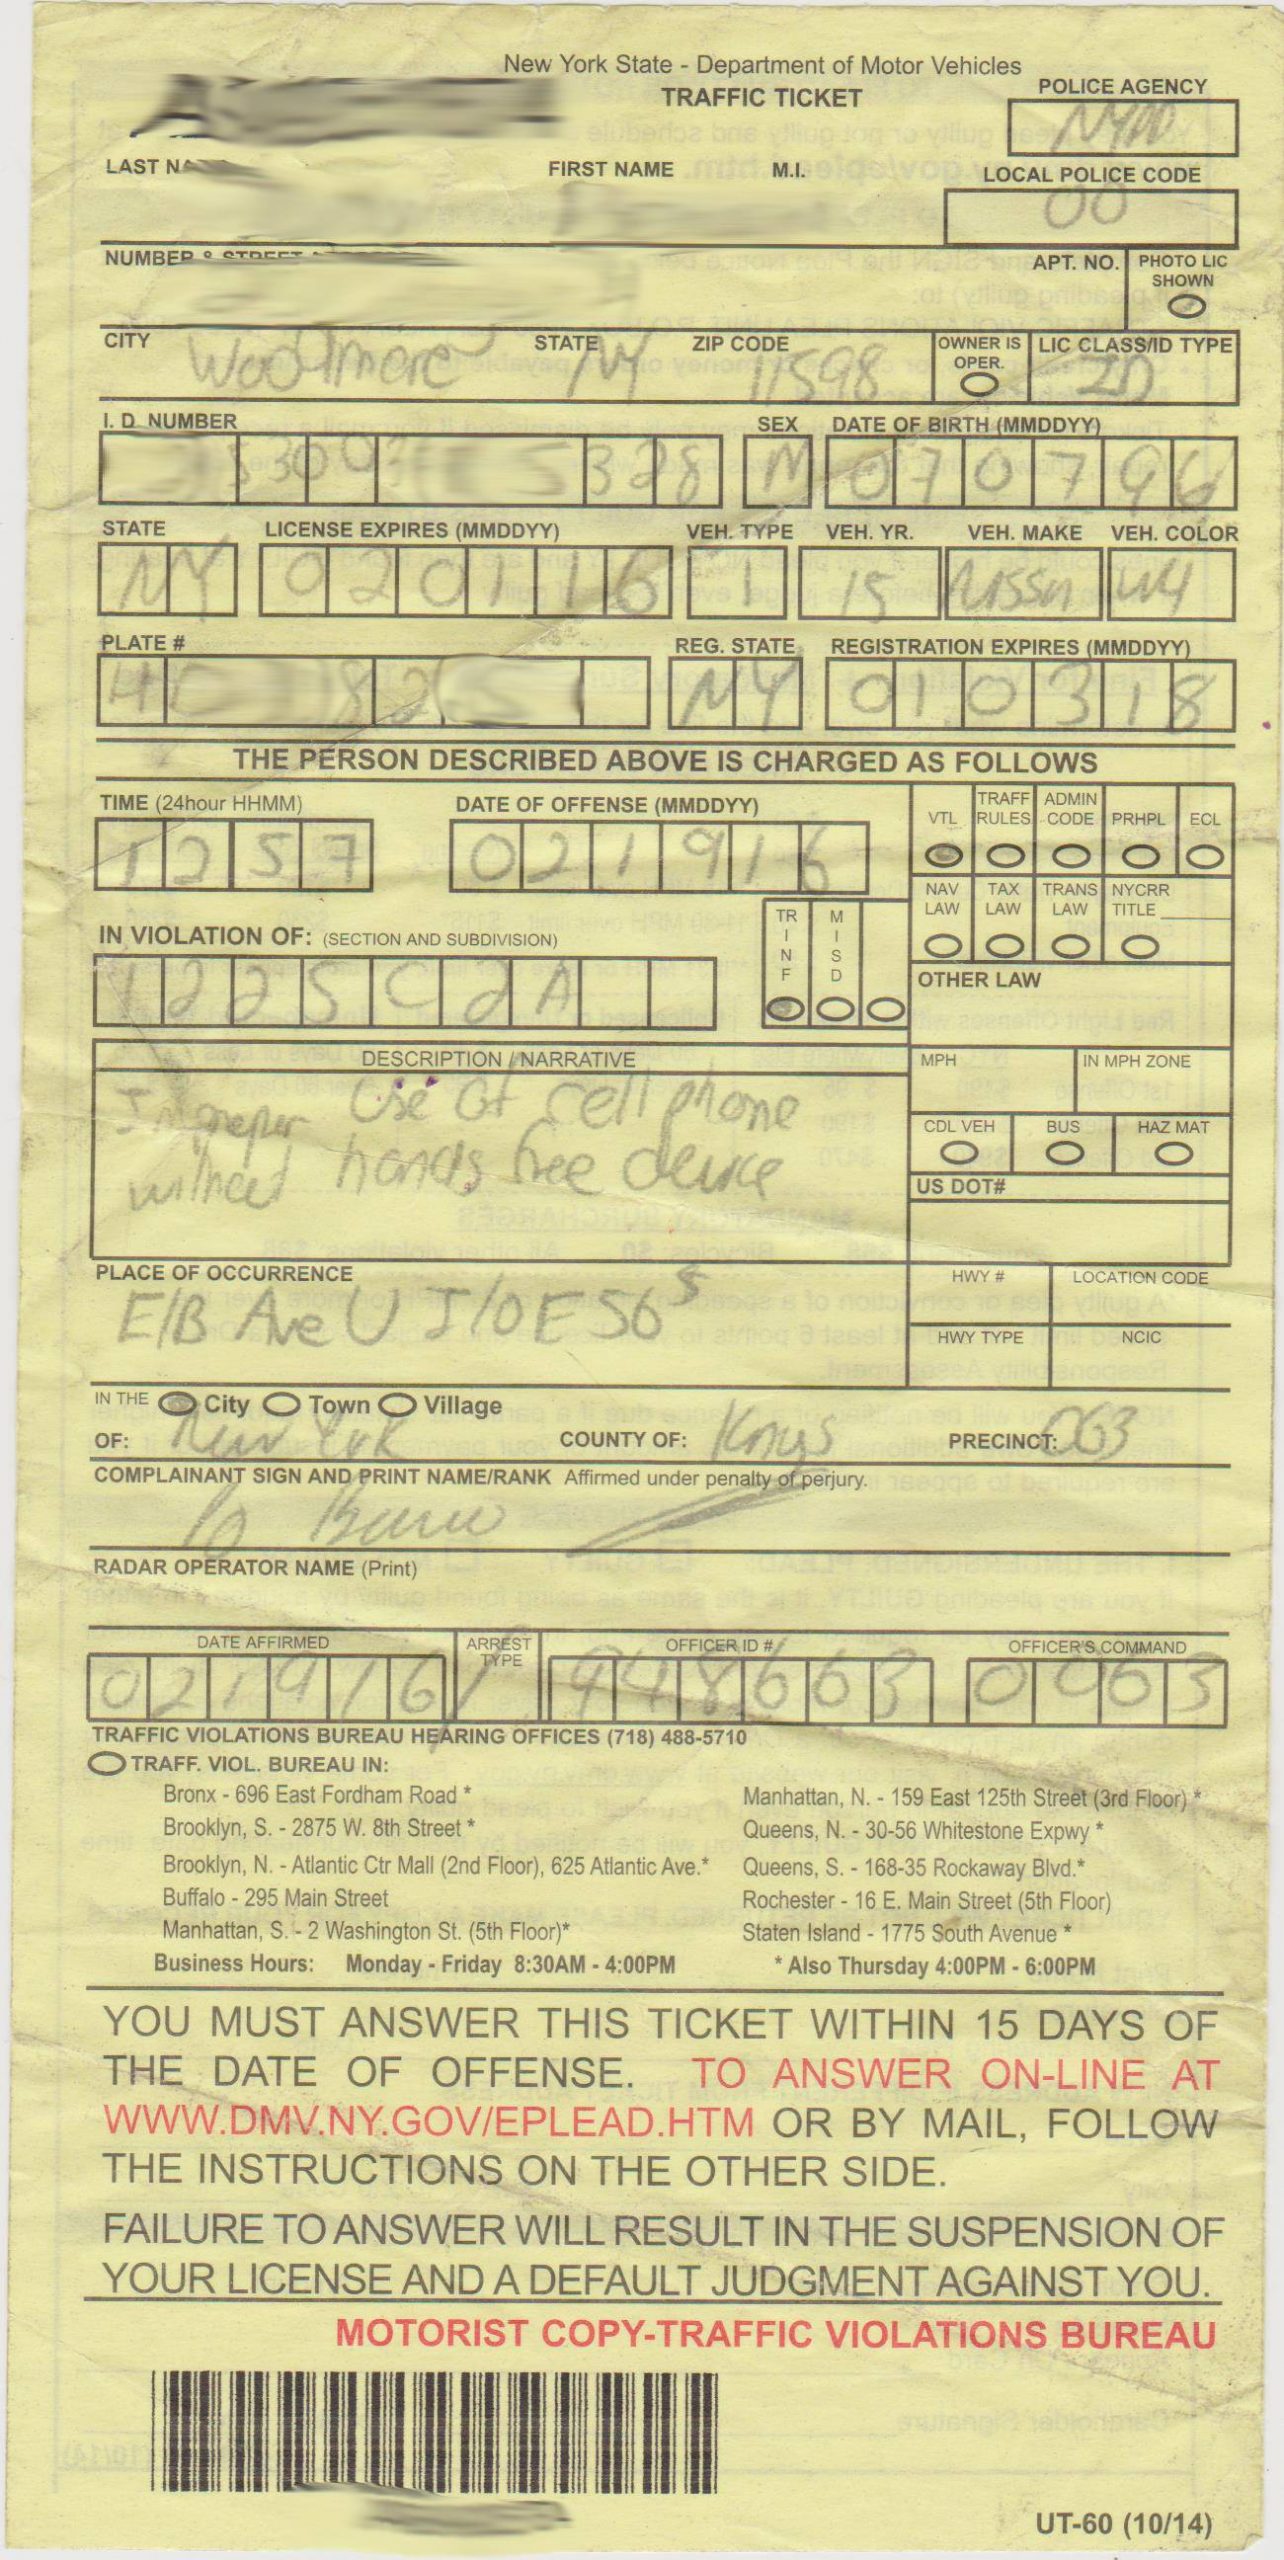 New York State - Department of Motor Vehicles
TRAFFIC TICKET
POLICE AGENCY
NYPD
LAST FIRST NAME M.I. LOCAL POLICE CODE
00
NUMBER & STREET APT. NO. PHOTO LIC SHOWN
CITY Woodmere STATE NY ZIP CODE 11598 OWNER IS OPER. LIC CLASS/ID TYPE
I. D. NUMBER SEX DATE OF BIRTH (MMDDYY)
328 M 070796
STATE LICENSE EXPIRES (MMDDYY) VEH. TYPE VEH. YR. VEH. MAKE VEH. COLOR
NY 020116 1 15 NISSN
PLATE # REG. STATE REGISTRATION EXPIRES (MMDDYY)
82 NY 010318
THE PERSON DESCRIBED ABOVE IS CHARGED AS FOLLOWS
TIME (24hour HHMM) DATE OF OFFENSE (MMDDYY) VTL TRAFF RULES ADMIN CODE PRHPL ECL
1257 021916
NAV LAW TAX LAW TRANS LAW NYCRR TITLE
IN VIOLATION OF: (SECTION AND SUBDIVISION) TR INF MISD
1225C2A
OTHER LAW
DESCRIPTION / NARRATIVE MPH IN MPH ZONE
Improper use of cell phone
without hands free device
CDL VEH BUS HAZ MAT
US DOT#
PLACE OF OCCURRENCE HWY # LOCATION CODE
E/B Ave U I/O E 56 S
HWY TYPE NCIC
IN THE City Town Village
OF: New York COUNTY OF: Kings PRECINCT: 063
COMPLAINANT SIGN AND PRINT NAME/RANK Affirmed under penalty of perjury.
RADAR OPERATOR NAME (Print)
DATE AFFIRMED ARREST TYPE OFFICER ID # OFFICER'S COMMAND
021916 1 948663 0063
TRAFFIC VIOLATIONS BUREAU HEARING OFFICES (718) 488-5710
TRAFF. VIOL. BUREAU IN:
Bronx - 696 East Fordham Road * Manhattan, N. - 159 East 125th Street (3rd Floor) *
Brooklyn, S. - 2875 W. 8th Street * Queens, N. - 30-56 Whitestone Expwy *
Brooklyn, N. - Atlantic Ctr Mall (2nd Floor), 625 Atlantic Ave.* Queens, S. - 168-35 Rockaway Blvd.*
Buffalo - 295 Main Street Rochester - 16 E. Main Street (5th Floor)
Manhattan, S. - 2 Washington St. (5th Floor)* Staten Island - 1775 South Avenue *
Business Hours: Monday - Friday 8:30AM - 4:00PM * Also Thursday 4:00PM - 6:00PM
YOU MUST ANSWER THIS TICKET WITHIN 15 DAYS OF
THE DATE OF OFFENSE. TO ANSWER ON-LINE AT
WWW.DMV.NY.GOV/EPLEAD.HTM OR BY MAIL, FOLLOW
THE INSTRUCTIONS ON THE OTHER SIDE.
FAILURE TO ANSWER WILL RESULT IN THE SUSPENSION OF
YOUR LICENSE AND A DEFAULT JUDGMENT AGAINST YOU.
MOTORIST COPY-TRAFFIC VIOLATIONS BUREAU
UT-60 (10/14)